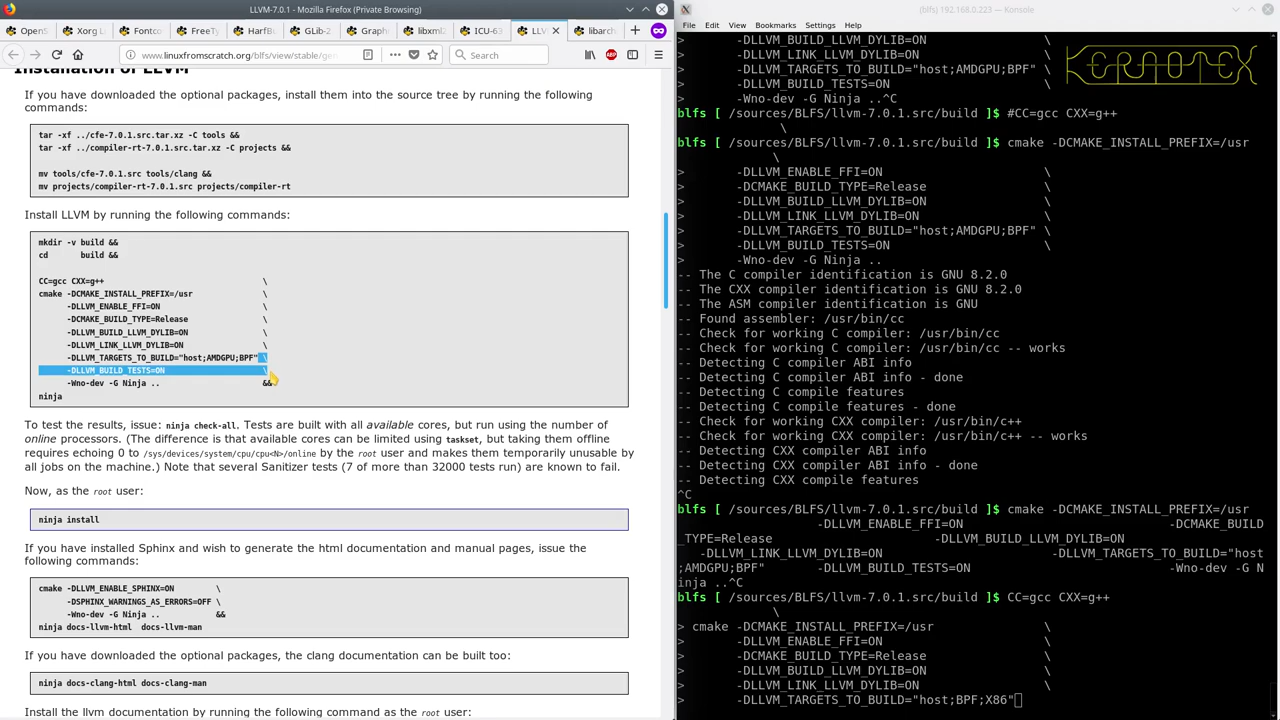 LLVM-7.0.1 - Mozilla Firefox (Private Browsing)
OpenS
Xorg L
Fontco
HarfBu
GLib-2.
Graph
libxml2
ICU-63
LLV
libarch
www.linuxfromscratch.org/blfs/view/stable/gen
Search
ABP
Installation of LLVM
If you have downloaded the optional packages, install them into the source tree by running the following
commands:
tar -xf ../cfe-7.0.1.src.tar.xz -C tools &&
tar -xf ../compiler-rt-7.0.1.src.tar.xz -C projects &&
mv tools/cfe-7.0.1.src tools/clang &&
mv projects/compiler-rt-7.0.1.src projects/compiler-rt
Install LLVM by running the following commands:
mkdir -v build &&
cd       build &&
CC=gcc CXX=g++ \
cmake -DCMAKE_INSTALL_PREFIX=/usr \
-DLLVM_ENABLE_FFI=ON \
-DCMAKE_BUILD_TYPE=Release \
-DLLVM_BUILD_LLVM_DYLIB=ON \
-DLLVM_LINK_LLVM_DYLIB=ON \
-DLLVM_TARGETS_TO_BUILD="host;AMDGPU;BPF" \
-DLLVM_BUILD_TESTS=ON \
-Wno-dev -G Ninja .. &&
ninja
To test the results, issue: ninja check-all. Tests are built with all available cores, but run using the number of
online processors. (The difference is that available cores can be limited using taskset, but taking them offline
requires echoing 0 to /sys/devices/system/cpu/cpu<N>/online by the root user and makes them temporarily unusable by
all jobs on the machine.) Note that several Sanitizer tests (7 of more than 32000 tests run) are known to fail.
Now, as the root user:
ninja install
If you have installed Sphinx and wish to generate the html documentation and manual pages, issue the
following commands:
cmake -DLLVM_ENABLE_SPHINX=ON \
-DSPHINX_WARNINGS_AS_ERRORS=OFF \
-Wno-dev -G Ninja .. &&
ninja docs-llvm-html  docs-llvm-man
If you have downloaded the optional packages, the clang documentation can be built too:
ninja docs-clang-html docs-clang-man
Install the llvm documentation by running the following command as the root user:
(blfs) 192.168.0.223 — Konsole
File Edit View Bookmarks Settings Help
KERAOTEX
> -DLLVM_BUILD_LLVM_DYLIB=ON \
> -DLLVM_LINK_LLVM_DYLIB=ON \
> -DLLVM_TARGETS_TO_BUILD="host;AMDGPU;BPF" \
> -DLLVM_BUILD_TESTS=ON \
> -Wno-dev -G Ninja ..^C
blfs [ /sources/BLFS/llvm-7.0.1.src/build ]$ #CC=gcc CXX=g++
\
blfs [ /sources/BLFS/llvm-7.0.1.src/build ]$ cmake -DCMAKE_INSTALL_PREFIX=/usr
\
> -DLLVM_ENABLE_FFI=ON \
> -DCMAKE_BUILD_TYPE=Release \
> -DLLVM_BUILD_LLVM_DYLIB=ON \
> -DLLVM_LINK_LLVM_DYLIB=ON \
> -DLLVM_TARGETS_TO_BUILD="host;AMDGPU;BPF" \
> -DLLVM_BUILD_TESTS=ON \
> -Wno-dev -G Ninja ..
-- The C compiler identification is GNU 8.2.0
-- The CXX compiler identification is GNU 8.2.0
-- The ASM compiler identification is GNU
-- Found assembler: /usr/bin/cc
-- Check for working C compiler: /usr/bin/cc
-- Check for working C compiler: /usr/bin/cc -- works
-- Detecting C compiler ABI info
-- Detecting C compiler ABI info - done
-- Detecting C compile features
-- Detecting C compile features - done
-- Check for working CXX compiler: /usr/bin/c++
-- Check for working CXX compiler: /usr/bin/c++ -- works
-- Detecting CXX compiler ABI info
-- Detecting CXX compiler ABI info - done
-- Detecting CXX compile features
^C
blfs [ /sources/BLFS/llvm-7.0.1.src/build ]$ cmake -DCMAKE_INSTALL_PREFIX=/usr
-DLLVM_ENABLE_FFI=ON -DCMAKE_BUILD
_TYPE=Release -DLLVM_BUILD_LLVM_DYLIB=ON
-DLLVM_LINK_LLVM_DYLIB=ON -DLLVM_TARGETS_TO_BUILD="host
;AMDGPU;BPF" -DLLVM_BUILD_TESTS=ON -Wno-dev -G N
inja ..^C
blfs [ /sources/BLFS/llvm-7.0.1.src/build ]$ CC=gcc CXX=g++
\
> cmake -DCMAKE_INSTALL_PREFIX=/usr \
> -DLLVM_ENABLE_FFI=ON \
> -DCMAKE_BUILD_TYPE=Release \
> -DLLVM_BUILD_LLVM_DYLIB=ON \
> -DLLVM_LINK_LLVM_DYLIB=ON \
> -DLLVM_TARGETS_TO_BUILD="host;BPF;X86"